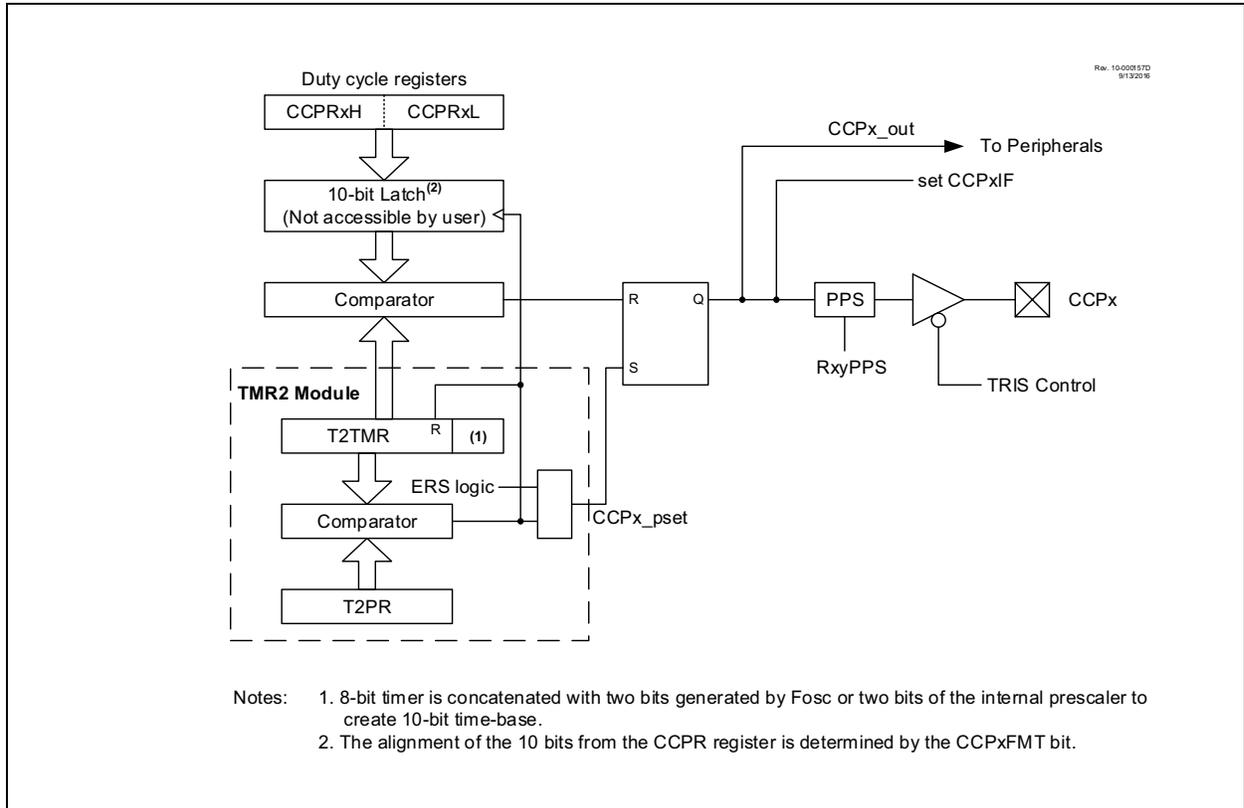 Rev. 10-000157D
9/13/2016
Duty cycle registers
CCPRxH CCPRxL
CCPx_out
To Peripherals
set CCPxIF
10-bit Latch(2)
(Not accessible by user)
Comparator
R Q
PPS
CCPx
RxyPPS
S
TRIS Control
TMR2 Module
T2TMR R (1)
ERS logic
CCPx_pset
Comparator
T2PR
Notes: 1. 8-bit timer is concatenated with two bits generated by Fosc or two bits of the internal prescaler to
create 10-bit time-base.
2. The alignment of the 10 bits from the CCPR register is determined by the CCPxFMT bit.